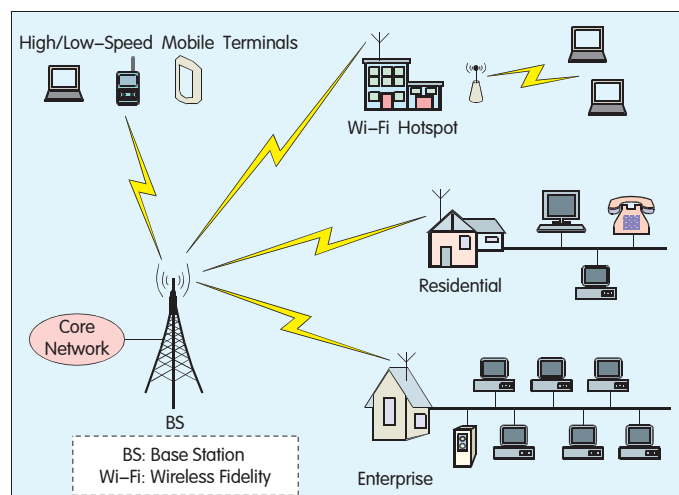 High/Low–Speed Mobile Terminals
Wi–Fi Hotspot
Residential
Core
Network
BS
Enterprise
BS: Base Station
Wi–Fi: Wireless Fidelity